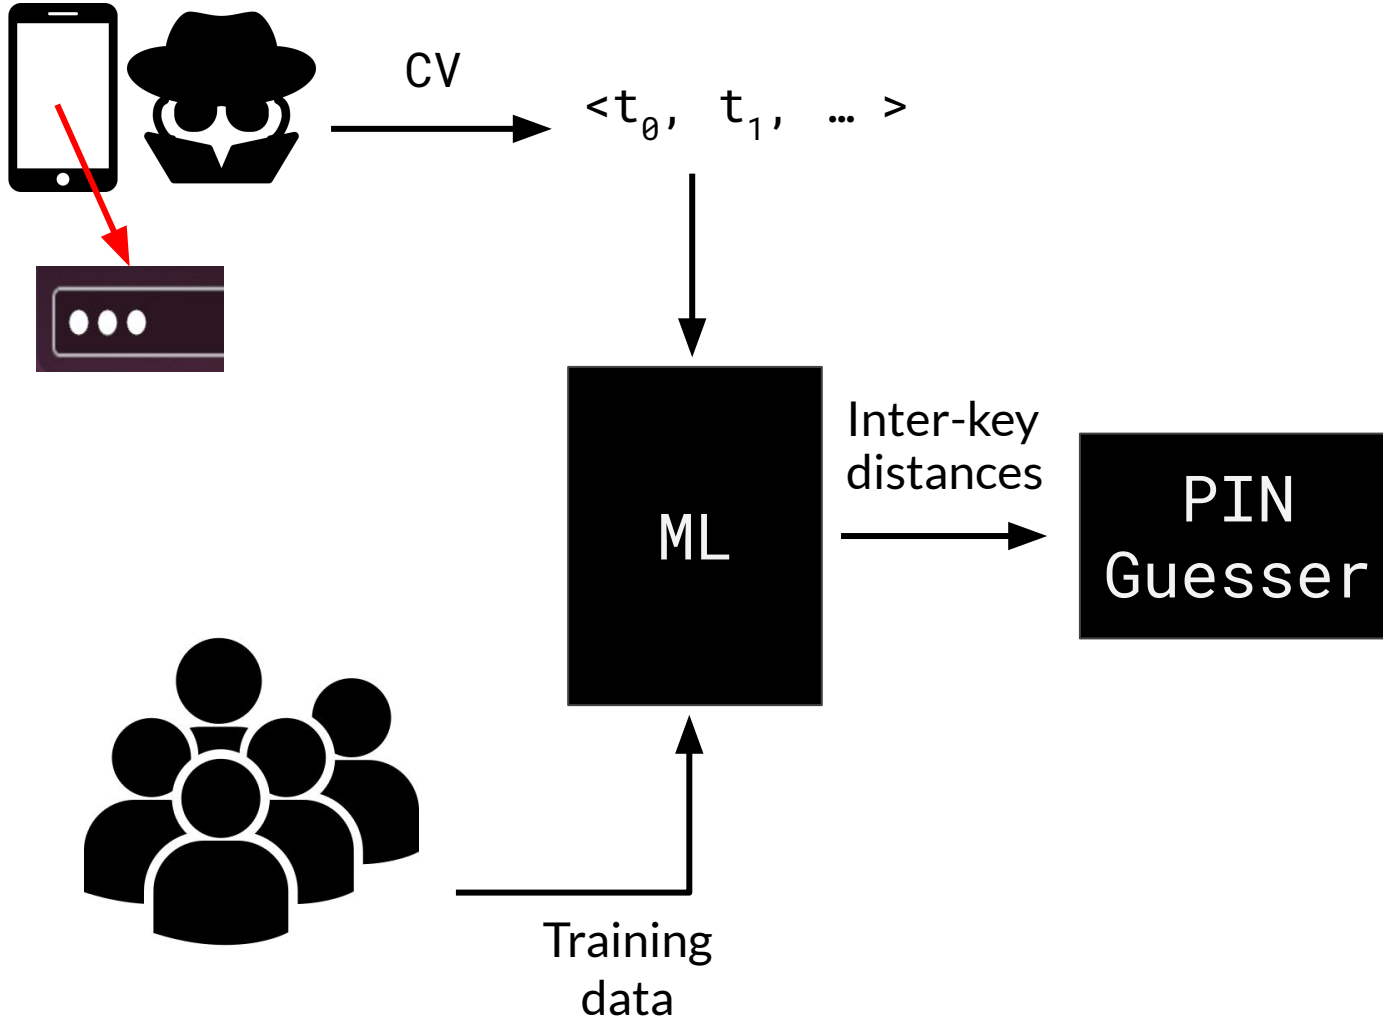 CV
<t₀, t₁, … >
Inter-key
distances
ML
PIN
Guesser
Training
data